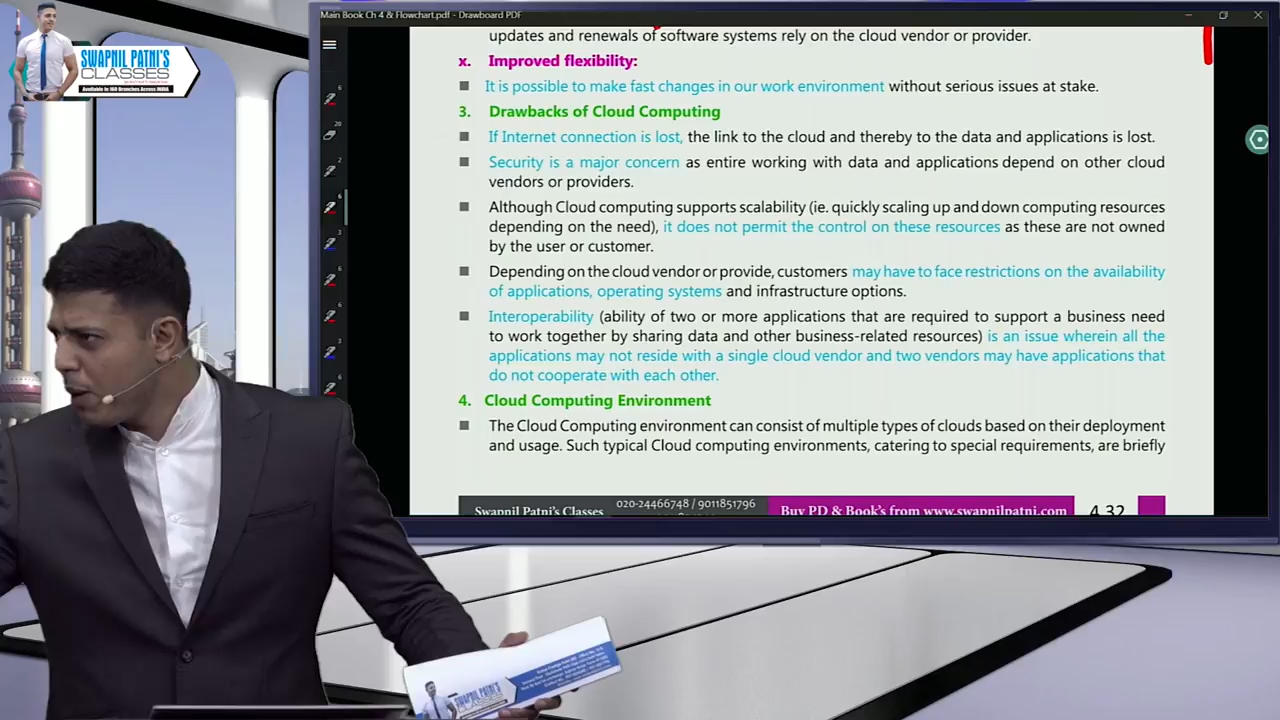 Main Book Ch 4 & Flowchart.pdf - Drawboard PDF
SWAPNIL PATNI'S
CLASSES
Available In 160 Branches Across INDIA
updates and renewals of software systems rely on the cloud vendor or provider.
x. Improved flexibility:
It is possible to make fast changes in our work environment without serious issues at stake.
3. Drawbacks of Cloud Computing
If Internet connection is lost, the link to the cloud and thereby to the data and applications is lost.
Security is a major concern as entire working with data and applications depend on other cloud
vendors or providers.
Although Cloud computing supports scalability (ie. quickly scaling up and down computing resources
depending on the need), it does not permit the control on these resources as these are not owned
by the user or customer.
Depending on the cloud vendor or provide, customers may have to face restrictions on the availability
of applications, operating systems and infrastructure options.
Interoperability (ability of two or more applications that are required to support a business need
to work together by sharing data and other business-related resources) is an issue wherein all the
applications may not reside with a single cloud vendor and two vendors may have applications that
do not cooperate with each other.
4. Cloud Computing Environment
The Cloud Computing environment can consist of multiple types of clouds based on their deployment
and usage. Such typical Cloud computing environments, catering to special requirements, are briefly
Swapnil Patni's Classes
020-24466748 / 9011851796
Buy PD & Book's from www.swapnilpatni.com
4.32
SWAPNIL PATNI'S
CLASSES